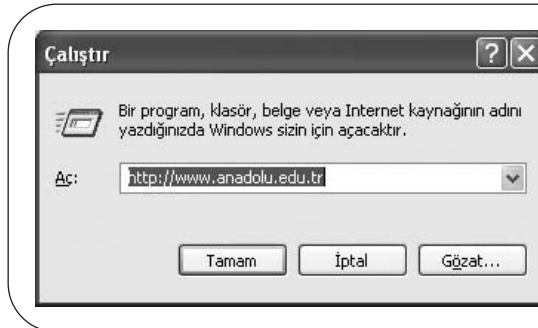 Çalıştır
Bir program, klasör, belge veya Internet kaynağının adını
yazdığınızda Windows sizin için açacaktır.
Aç: http://www.anadolu.edu.tr
Tamam İptal Gözat...